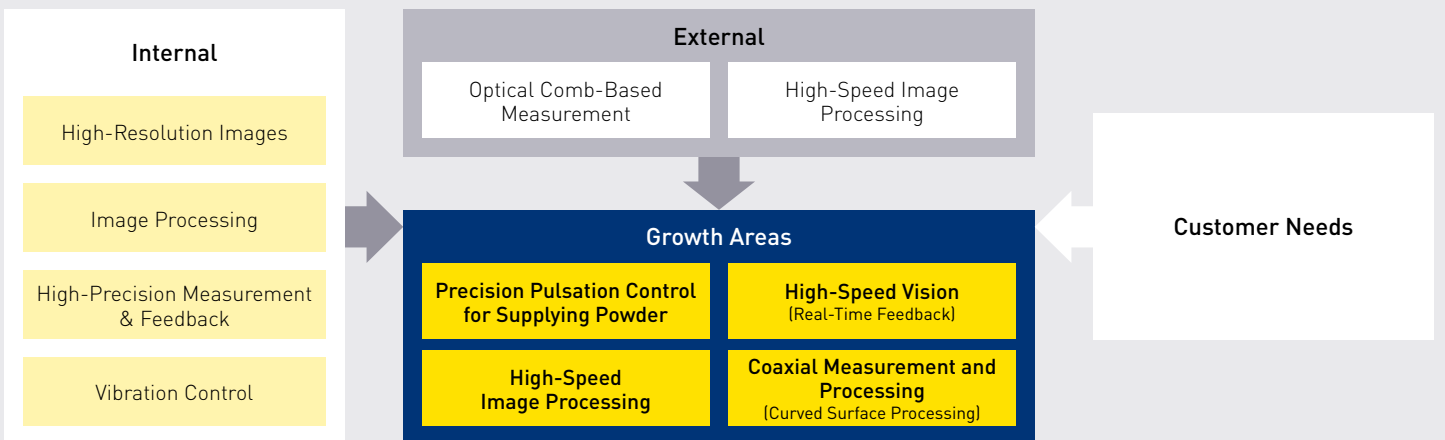 Internal
High-Resolution Images
Image Processing
High-Precision Measurement
& Feedback
Vibration Control
External
Optical Comb-Based
Measurement
High-Speed Image
Processing
Growth Areas
Precision Pulsation Control
for Supplying Powder
High-Speed Vision
(Real-Time Feedback)
High-Speed
Image Processing
Coaxial Measurement and
Processing
(Curved Surface Processing)
Customer Needs